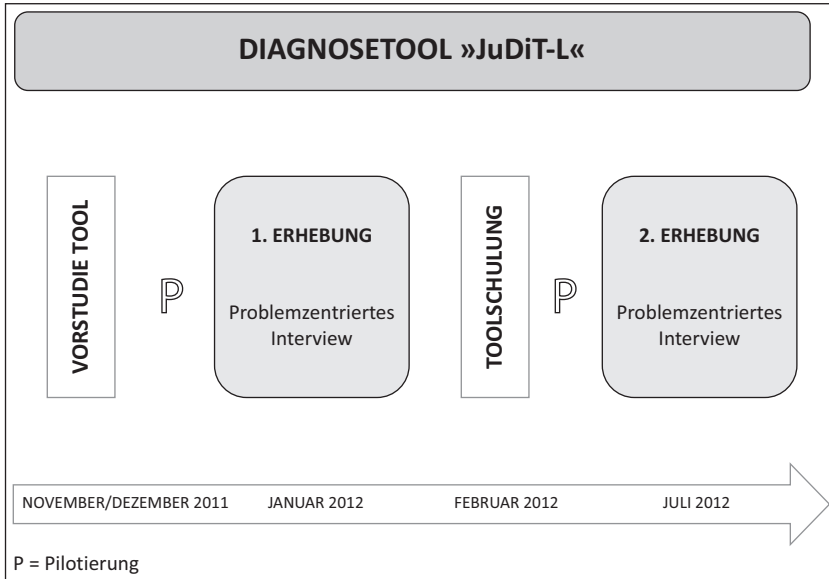 DIAGNOSETOOL »JuDiT-L«
VORSTUDIE TOOL
P
1. ERHEBUNG
Problemzentriertes
Interview
TOOLSCHULUNG
P
2. ERHEBUNG
Problemzentriertes
Interview
NOVEMBER/DEZEMBER 2011 JANUAR 2012 FEBRUAR 2012 JULI 2012
P = Pilotierung